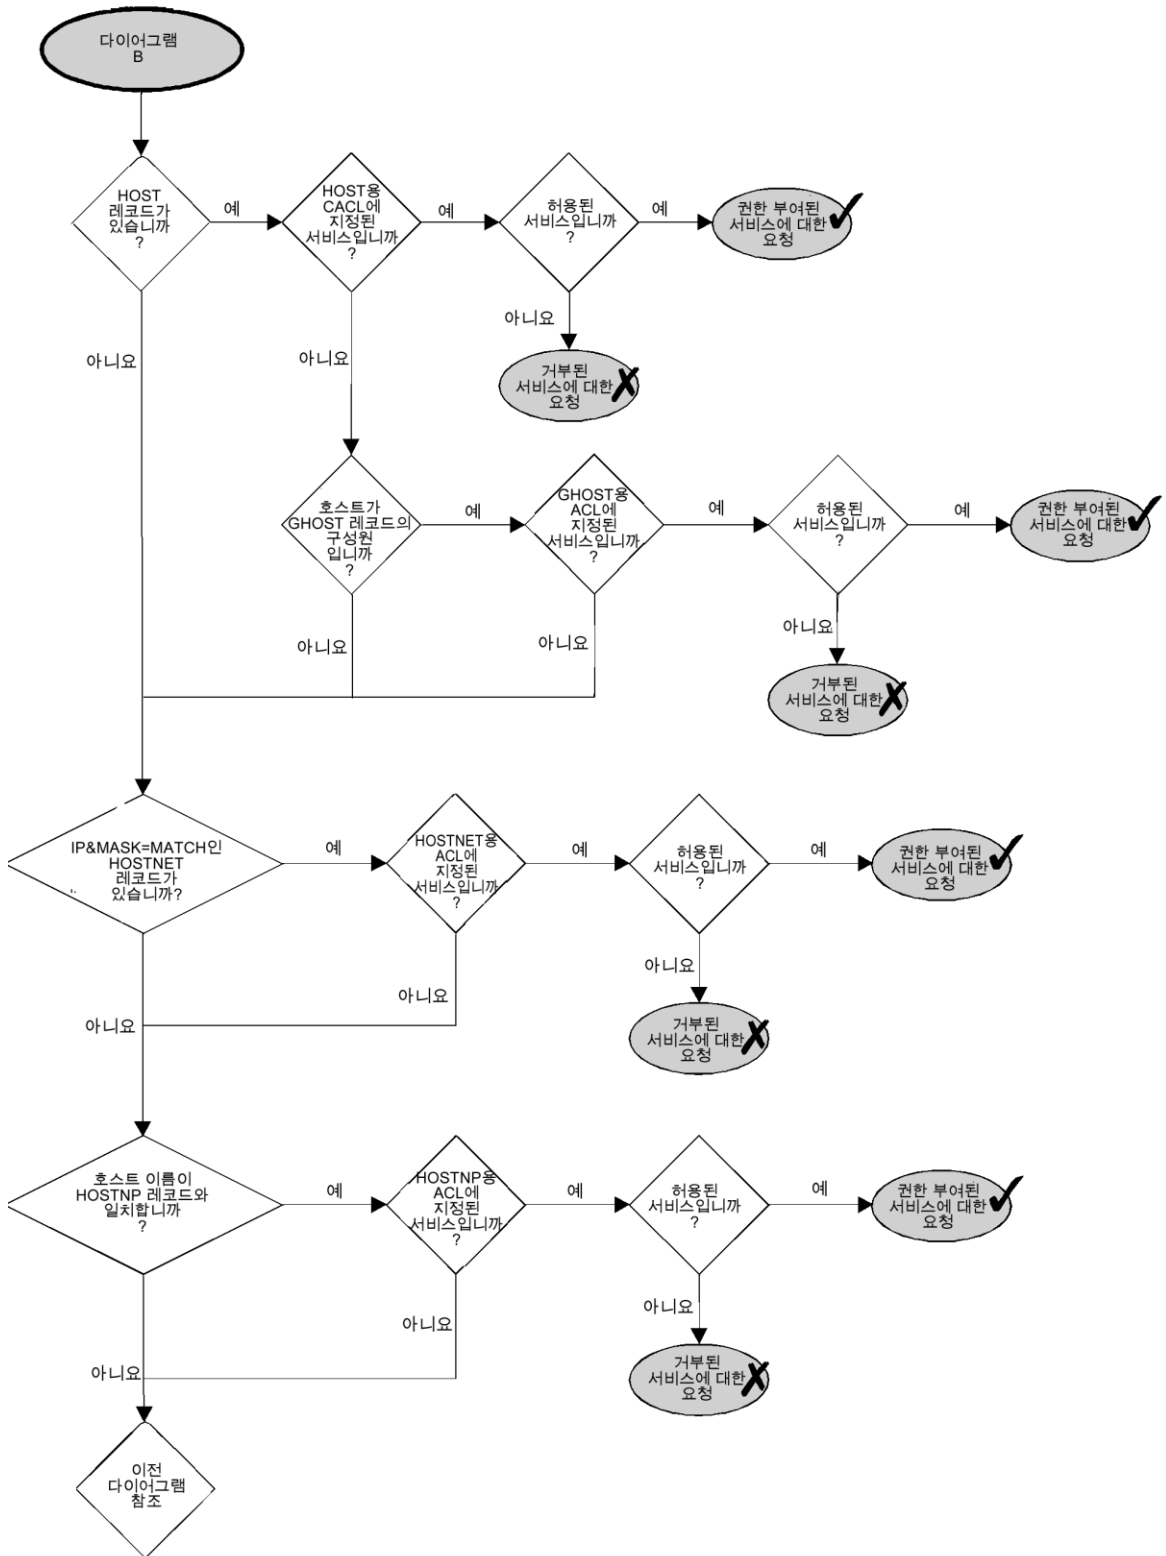 다이어그램
B
HOST
레코드가
있습니까
?
예
HOST용
CACL에
지정된
서비스입니까
?
예
허용된
서비스입니까
?
예
권한 부여된
서비스에 대한
요청
아니요
거부된
서비스에 대한
요청
아니요
아니요
호스트가
GHOST 레코드의
구성원
입니까
?
예
GHOST용
ACL에
지정된
서비스입니까
?
예
허용된
서비스입니까
?
예
권한 부여된
서비스에 대한
요청
아니요
아니요
아니요
거부된
서비스에 대한
요청
IP&MASK=MATCH인
HOSTNET
레코드가
있습니까?
예
HOSTNET용
ACL에
지정된
서비스입니까
?
예
허용된
서비스입니까
?
예
권한 부여된
서비스에 대한
요청
아니요
아니요
아니요
거부된
서비스에 대한
요청
호스트 이름이
HOSTNP 레코드와
일치합니까
?
예
HOSTNP용
ACL에
지정된
서비스입니까
?
예
허용된
서비스입니까
?
예
권한 부여된
서비스에 대한
요청
아니요
아니요
아니요
거부된
서비스에 대한
요청
이전
다이어그램
참조